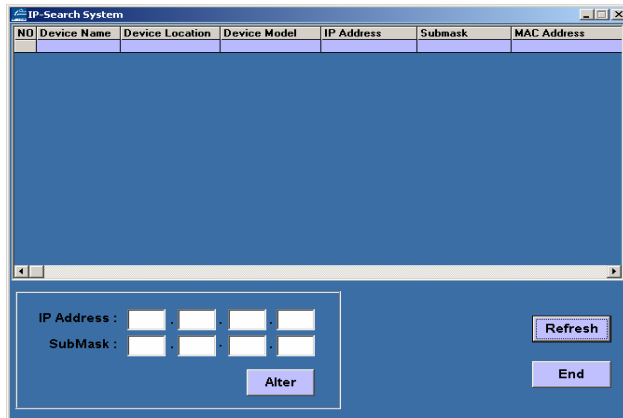 IP-Search System
NO Device Name Device Location Device Model IP Address Submask MAC Address
IP Address :
. . .
SubMask :
. . .
Alter
Refresh
End